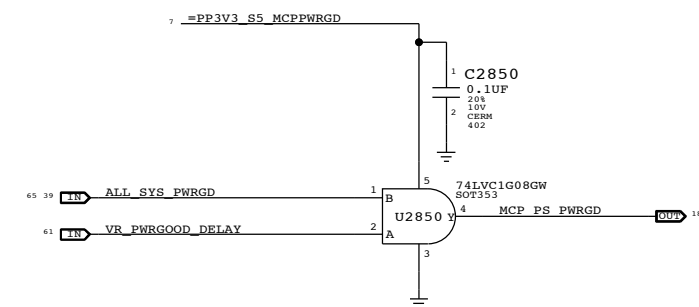 7 =PP3V3_S5_MCPPWRGD
1 C2850
0.1UF
20%
10V
2 CERM
402
5
74LVC1G08GW
SOT353
65 39 IN ALL_SYS_PWRGD 1 B
U2850 Y 4 MCP_PS_PWRGD OUT 18
61 IN VR_PWRGOOD_DELAY 2 A
3